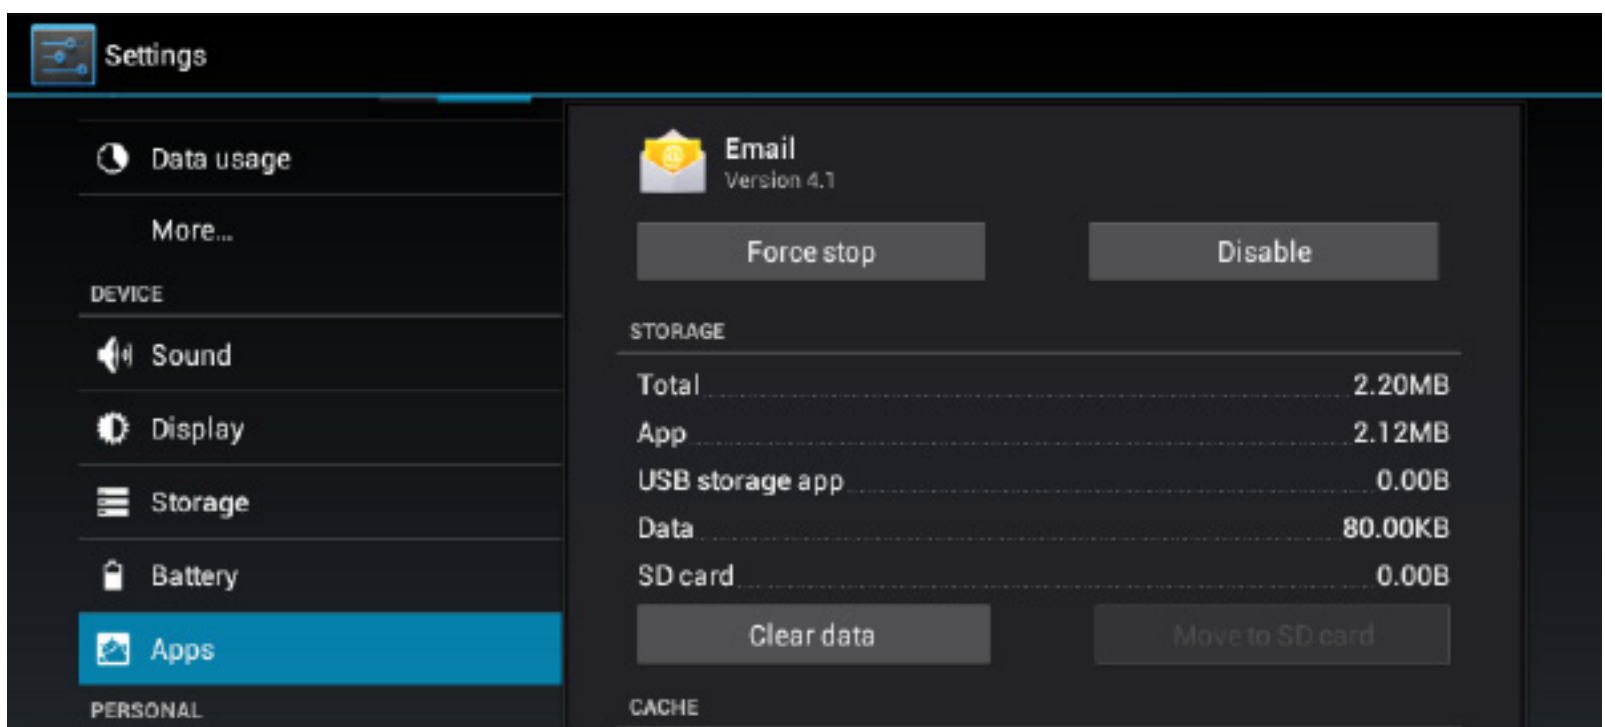 Settings
Data usage
More...
DEVICE
Sound
Display
Storage
Battery
Apps
PERSONAL
Email
Version 4.1
Force stop
Disable
STORAGE
Total 2.20MB
App 2.12MB
USB storage app 0.00B
Data 80.00KB
SD card 0.00B
Clear data
Move to SD card
CACHE